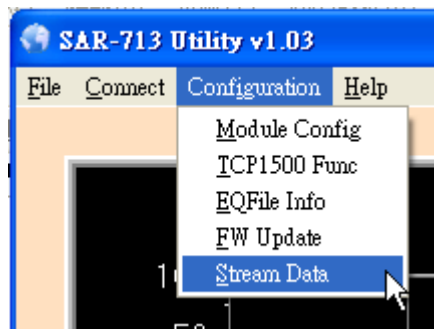 SAR-713 Utility v1.03
File Connect Configuration Help
Module Config
TCP1500 Func
EQFile Info
FW Update
Stream Data